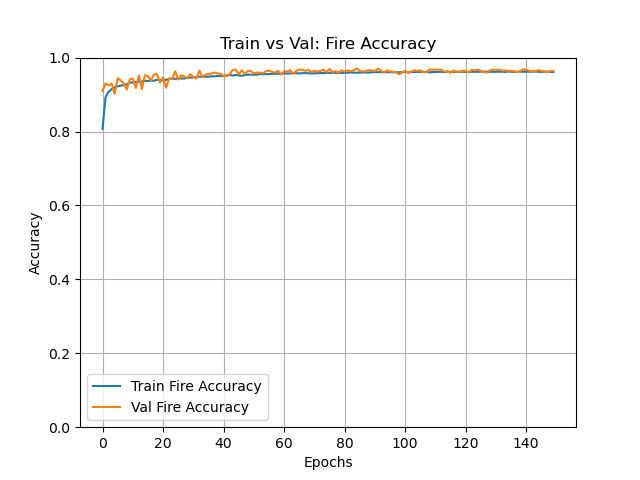 Train vs Val: Fire Accuracy
1.0
0.8
0.6
0.4
0.2
0.0
Accuracy
Train Fire Accuracy
Val Fire Accuracy
0 20 40 60 80 100 120 140
Epochs